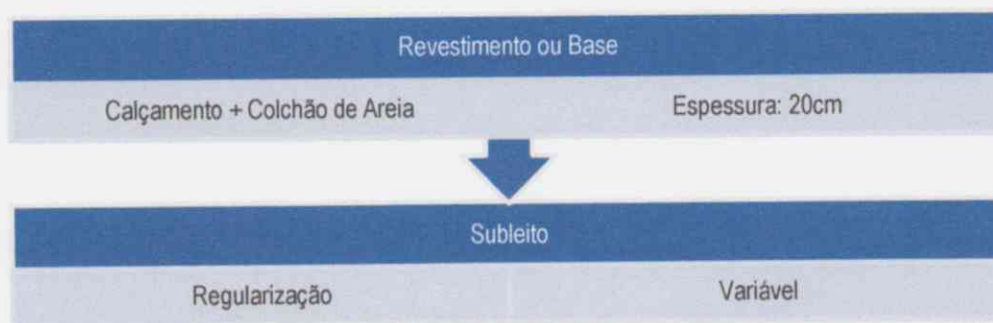 Revestimento ou Base
Calçamento + Colchão de Areia Espessura: 20cm
Subleito
Regularização Variável